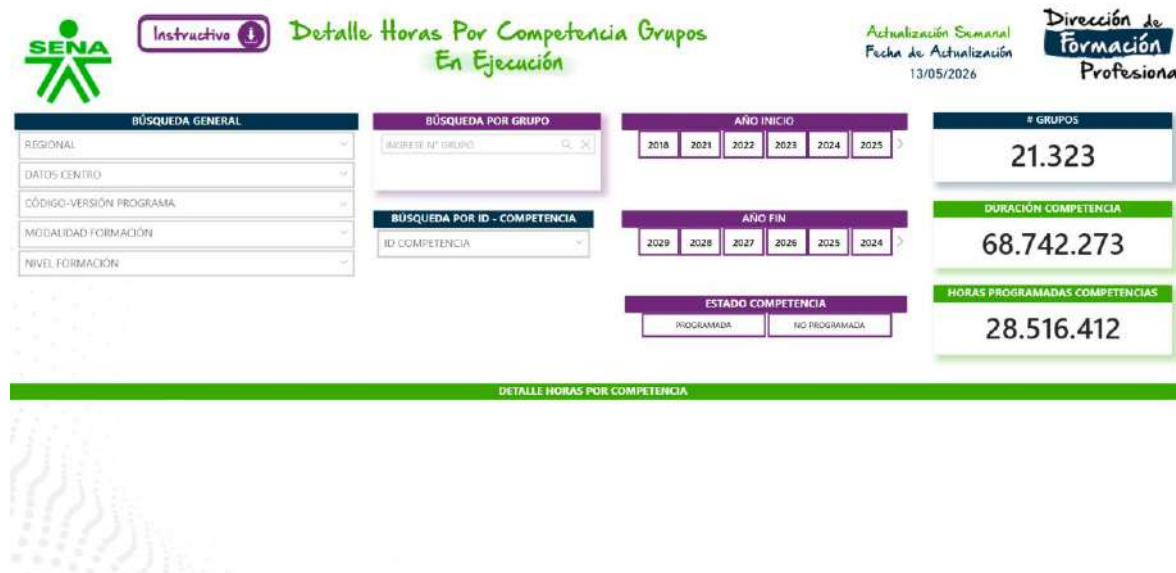 SENA
Instructivo
Detalle Horas Por Competencia Grupos
En Ejecución
Actualización Semanal
Fecha de Actualización
13/05/2026
Dirección de
Formación
Profesiona
BÚSQUEDA GENERAL
REGIONAL
DATOS CENTRO
CÓDIGO-VERSIÓN PROGRAMA
MODALIDAD FORMACIÓN
NIVEL FORMACIÓN
BÚSQUEDA POR GRUPO
INGRESE N° GRUPO
BÚSQUEDA POR ID - COMPETENCIA
ID COMPETENCIA
AÑO INICIO
2018 2021 2022 2023 2024 2025
AÑO FIN
2029 2028 2027 2026 2025 2024
ESTADO COMPETENCIA
PROGRAMADA NO PROGRAMADA
# GRUPOS
21.323
DURACIÓN COMPETENCIA
68.742.273
HORAS PROGRAMADAS COMPETENCIAS
28.516.412
DETALLE HORAS POR COMPETENCIA